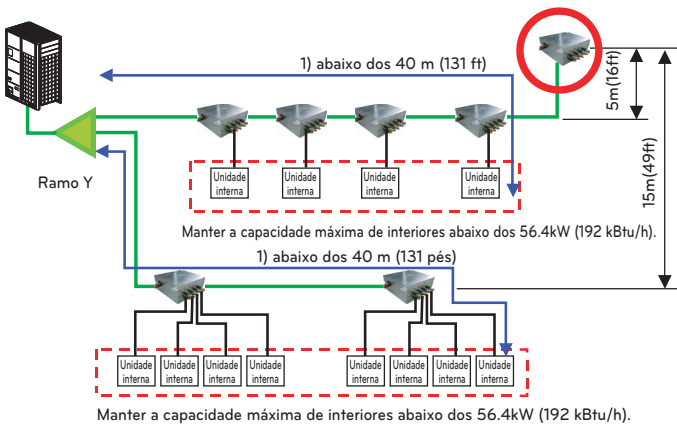 1) abaixo dos 40 m (131 ft)
5m(16ft)
15m(49ft)
Ramo Y
Unidade
interna
Unidade
interna
Unidade
interna
Unidade
interna
Manter a capacidade máxima de interiores abaixo dos 56.4kW (192 kBtu/h).
1) abaixo dos 40 m (131 pés)
Unidade
interna
Unidade
interna
Unidade
interna
Unidade
interna
Unidade
interna
Unidade
interna
Unidade
interna
Unidade
interna
Manter a capacidade máxima de interiores abaixo dos 56.4kW (192 kBtu/h).